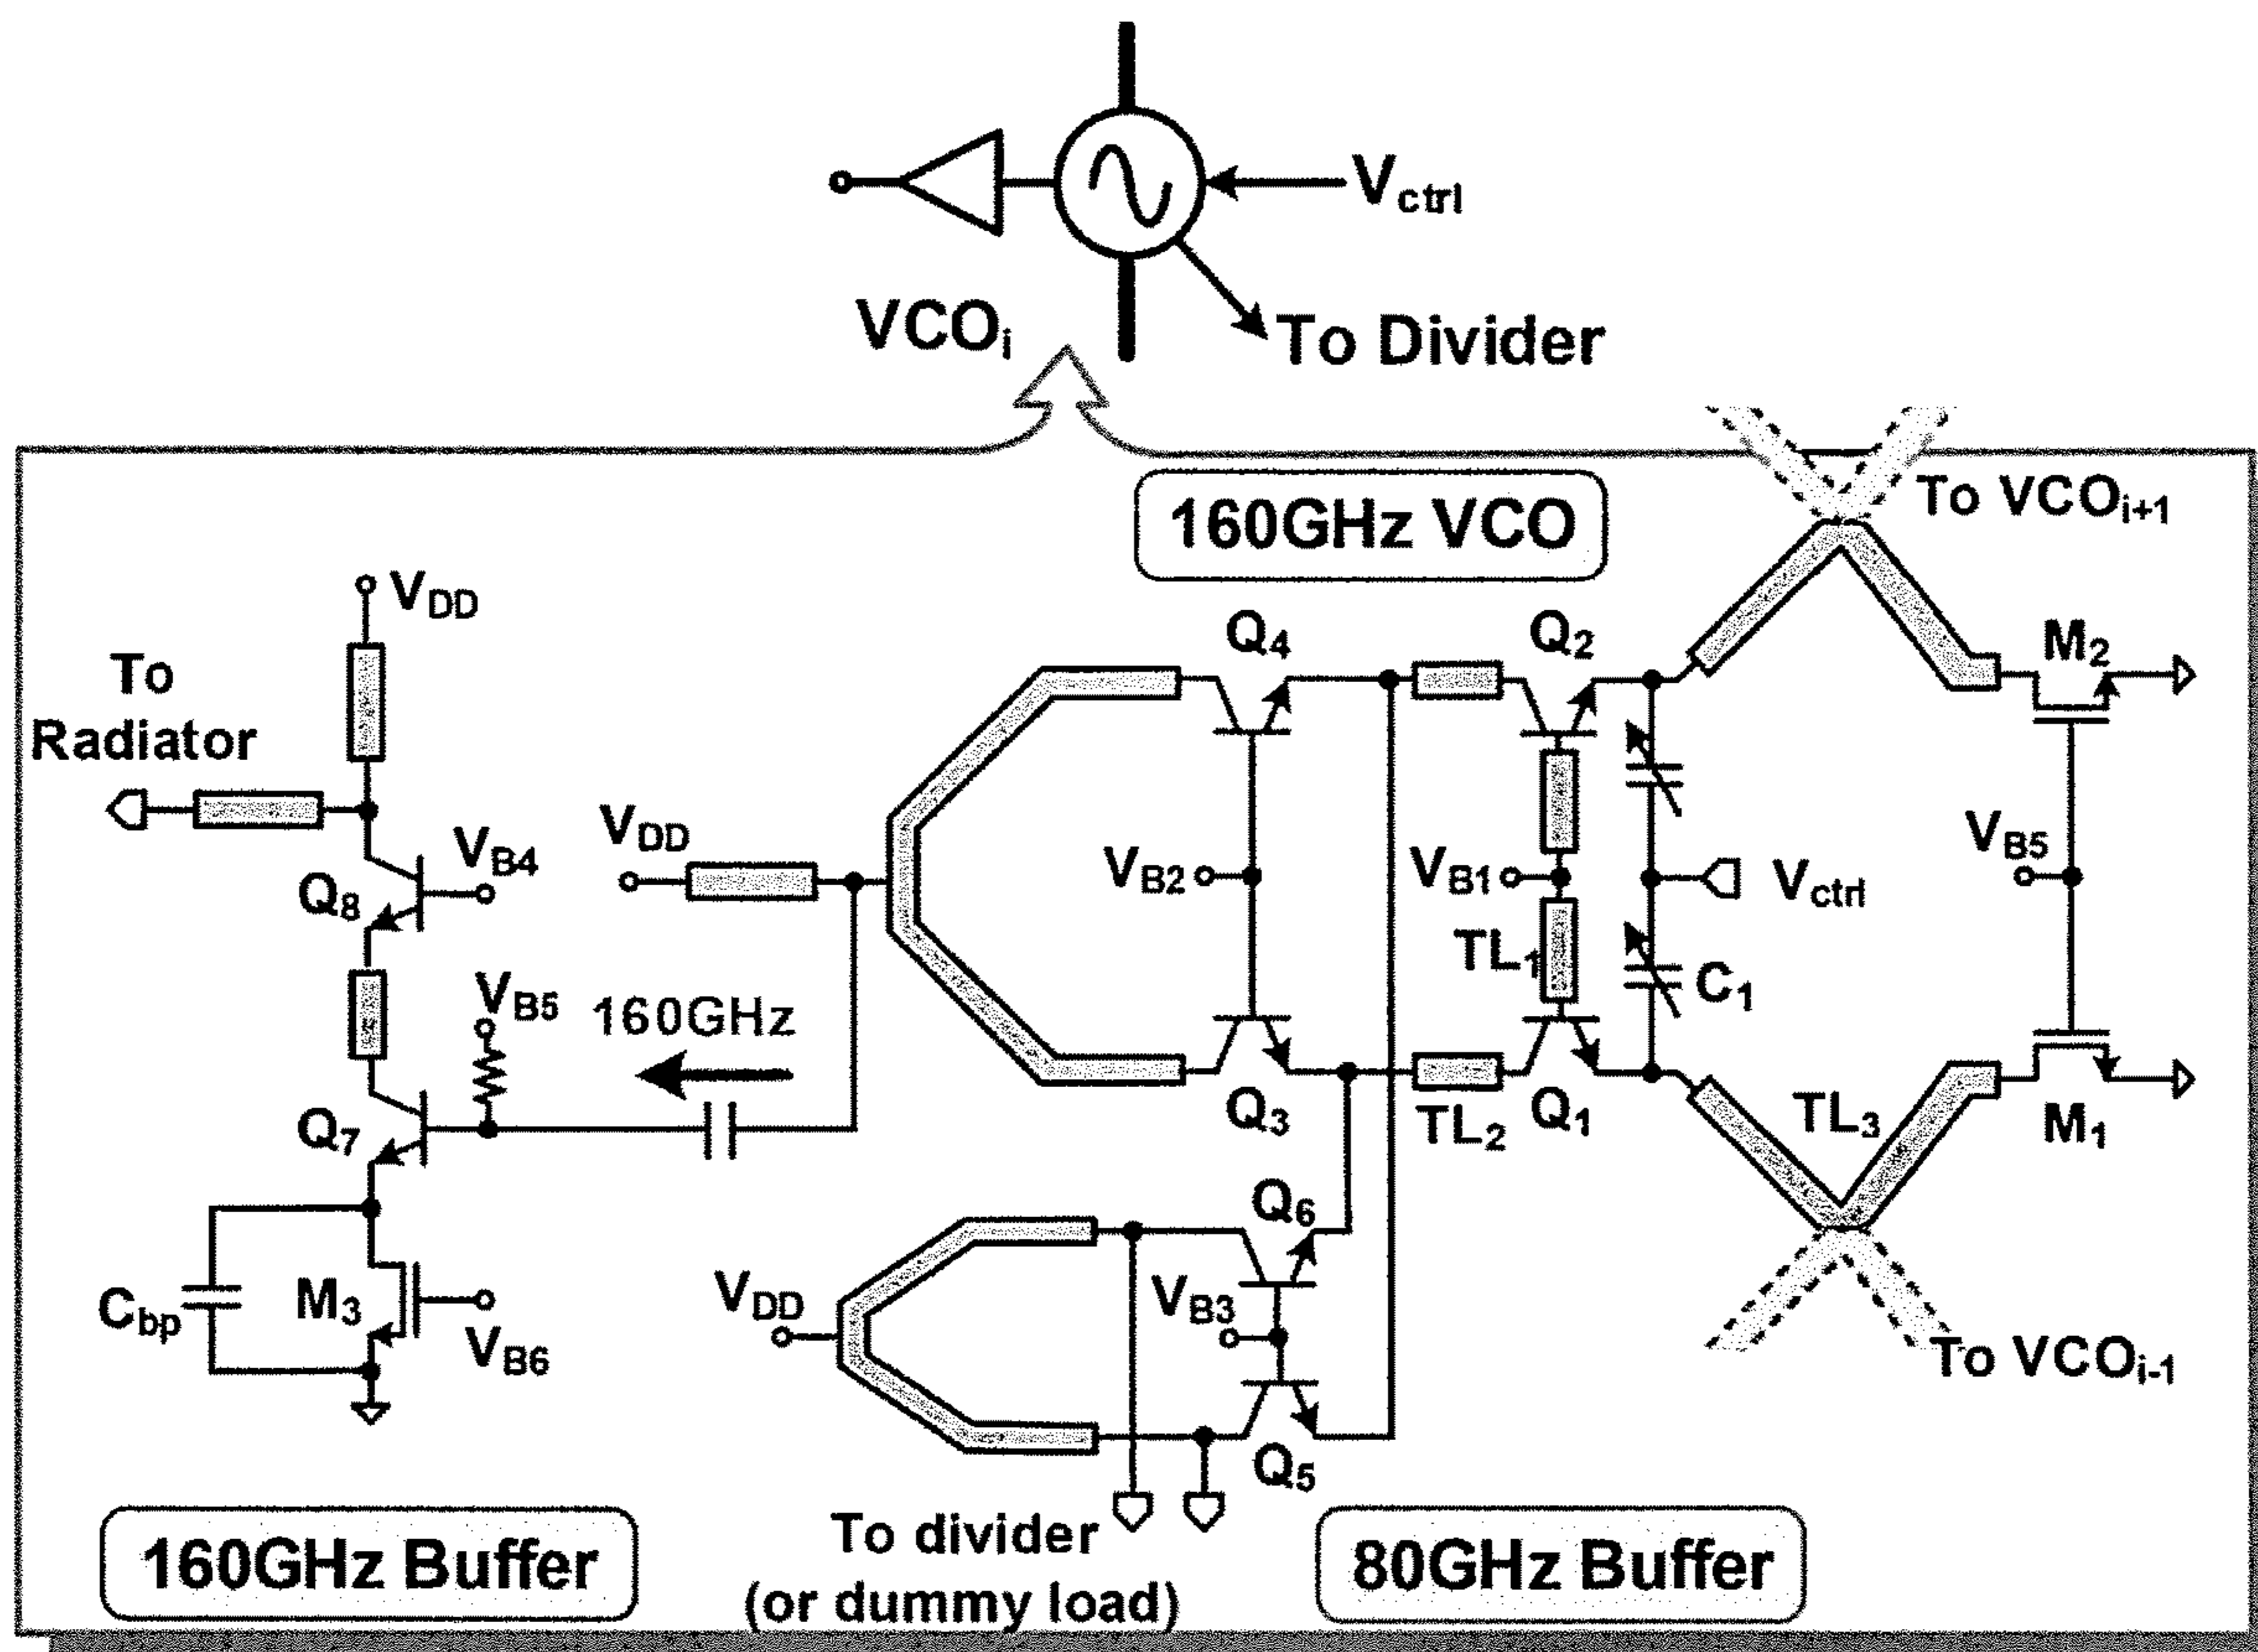 Vctrl
VCOi
To Divider
160GHz VCO
To VCOi+1
VDD
To
Radiator
Q4
Q2
M2
VDD
VB4
Q8
VB2
VB1
Vctrl
VB5
TL1
C1
VB5
160GHz
Q7
Q3
TL2
Q1
TL3
M1
Q6
Cbp
M3
VB6
VDD
VB3
To VCOi-1
Q5
To divider
(or dummy load)
160GHz Buffer
80GHz Buffer